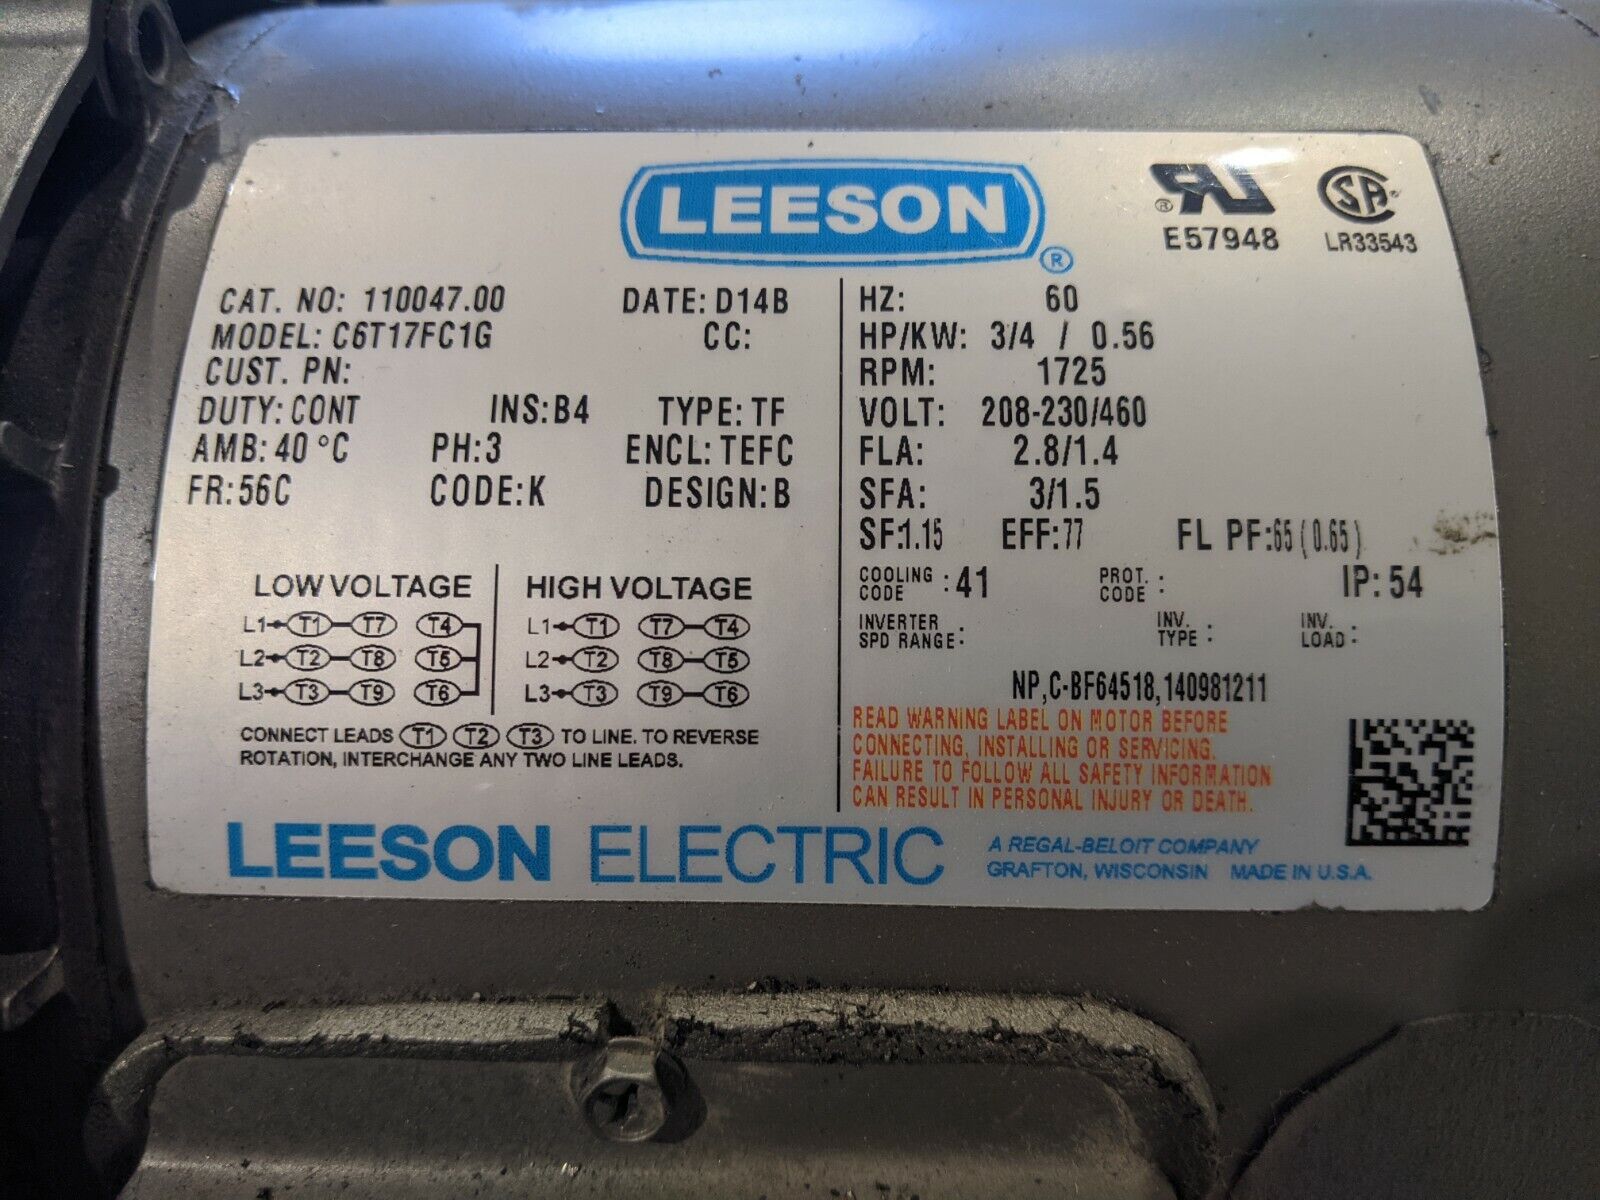 LEESON ®
RU ® E57948
SA ® LR33543
CAT. NO: 110047.00 DATE: D14B
MODEL: C6T17FC1G CC:
CUST. PN:
DUTY: CONT INS:B4 TYPE: TF
AMB: 40 °C PH:3 ENCL: TEFC
FR:56C CODE:K DESIGN: B
LOW VOLTAGE
L1 T1 T7 T4
L2 T2 T8 T5
L3 T3 T9 T6
HIGH VOLTAGE
L1 T1 T7 T4
L2 T2 T8 T5
L3 T3 T9 T6
CONNECT LEADS T1 T2 T3 TO LINE. TO REVERSE
ROTATION, INTERCHANGE ANY TWO LINE LEADS.
HZ: 60
HP/KW: 3/4 / 0.56
RPM: 1725
VOLT: 208-230/460
FLA: 2.8/1.4
SFA: 3/1.5
SF:1.15 EFF:77 FL PF:65 (0.65)
COOLING CODE : 41 PROT. CODE : IP: 54
INVERTER SPD RANGE: INV. TYPE : INV. LOAD :
NP,C-BF64518,140981211
READ WARNING LABEL ON MOTOR BEFORE
CONNECTING, INSTALLING OR SERVICING.
FAILURE TO FOLLOW ALL SAFETY INFORMATION
CAN RESULT IN PERSONAL INJURY OR DEATH.
LEESON ELECTRIC
A REGAL-BELOIT COMPANY
GRAFTON, WISCONSIN MADE IN U.S.A.